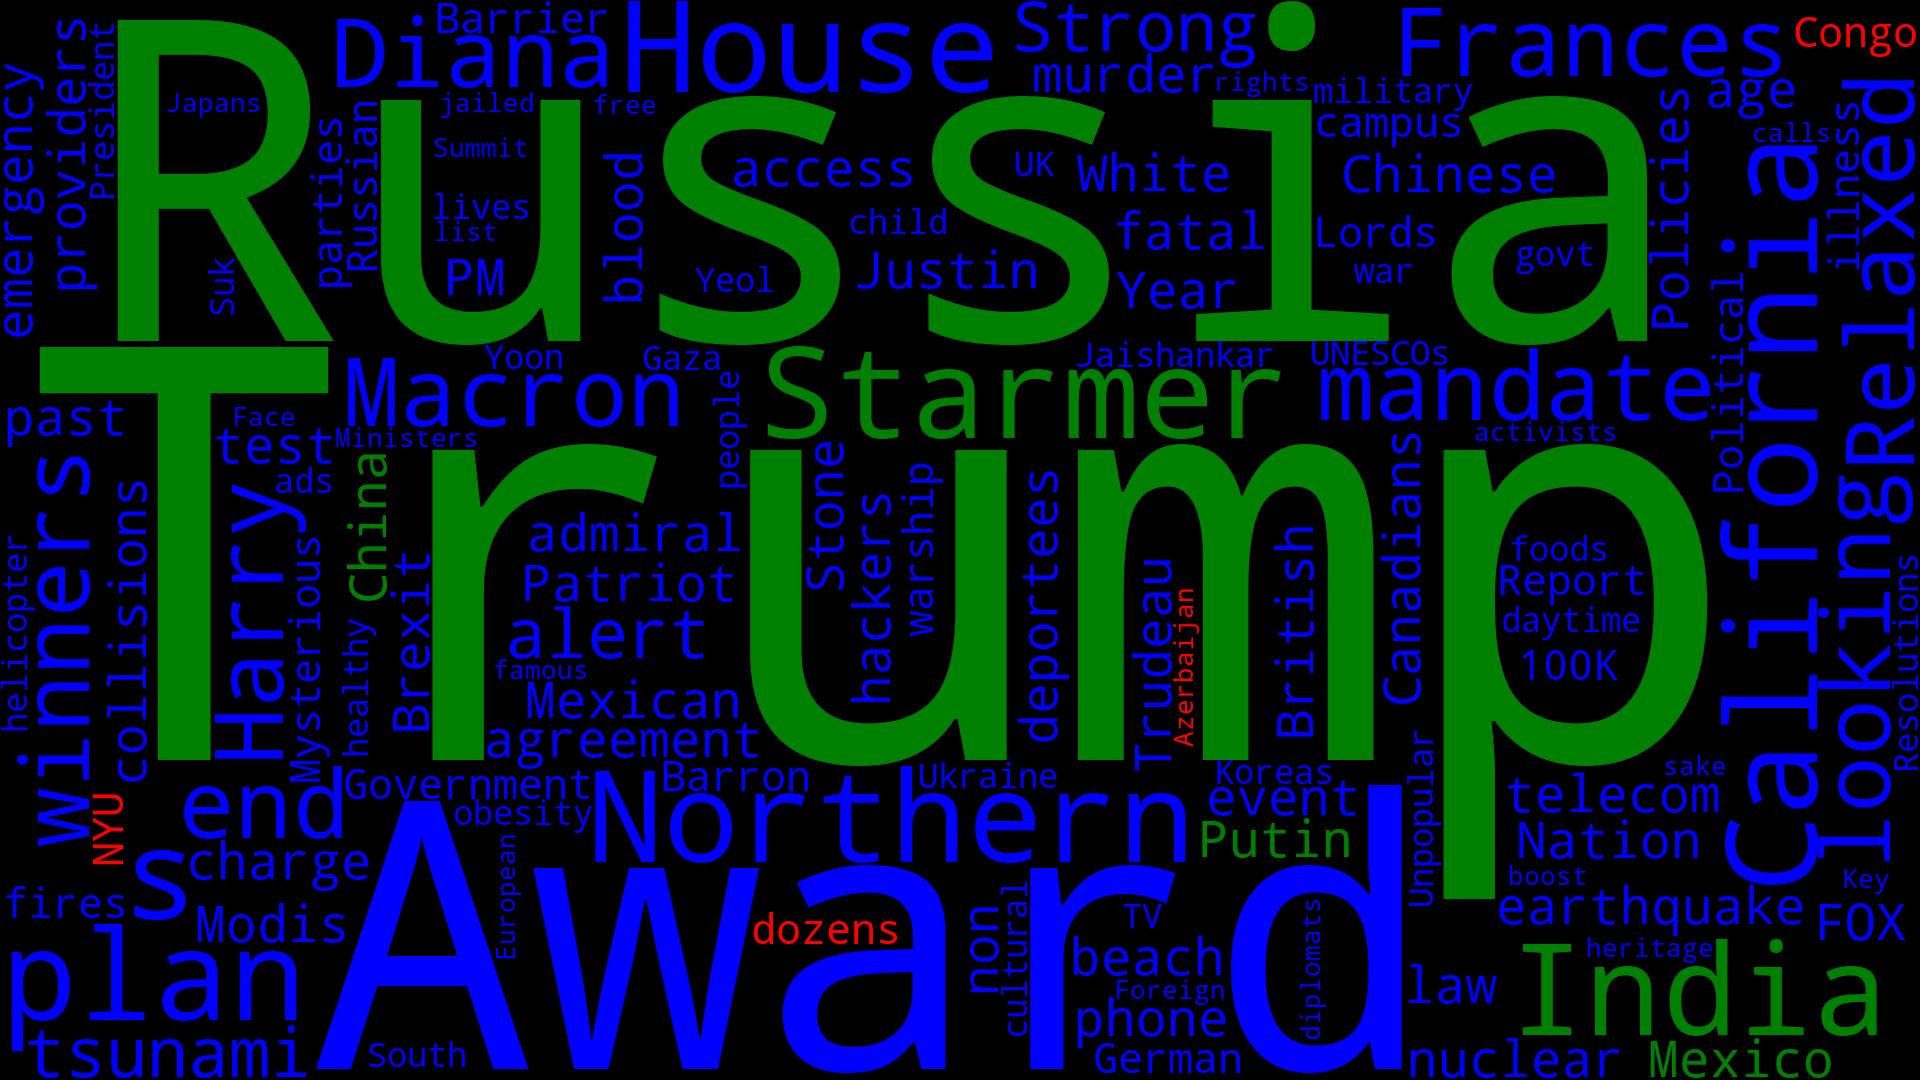 Russia
Trump
Award
Starmer
India
California
Northern
House
Frances
Diana
Barrier
Strong
murder
rights
military
campus
Congo
age
calls
illness
Relaxed
looking
Policies
Political
emergency
providers
President
Japans
Suk
parties
Russian
jailed
Summit
lives
list
PM
free
blood
access
child
Yeol
Justin
UK
White
fatal
Year
Chinese
Lords
war
govt
Yoon
Gaza
Macron
people
Jaishankar
UNESCOs
mandate
activists
past
Face
test
Ministers
ads
winners
collisions
helicopter
Harry
Mysterious
China
healthy
Brexit
admiral
Patriot
alert
famous
Mexican
agreement
Stone
hackers
warship
deportees
Trudeau
Azerbaijan
British
Canadians
foods
Report
daytime
100K
Resolutions
NYU
end
Government
obesity
Barron
Ukraine
Koreas
event
Putin
Unpopular
sake
telecom
Nation
boost
Key
earthquake
FOX
s
charge
fires
Modis
European
plan
tsunami
South
dozens
non
cultural
TV
beach
Foreign
phone
German
diplomats
law
heritage
nuclear
Mexico